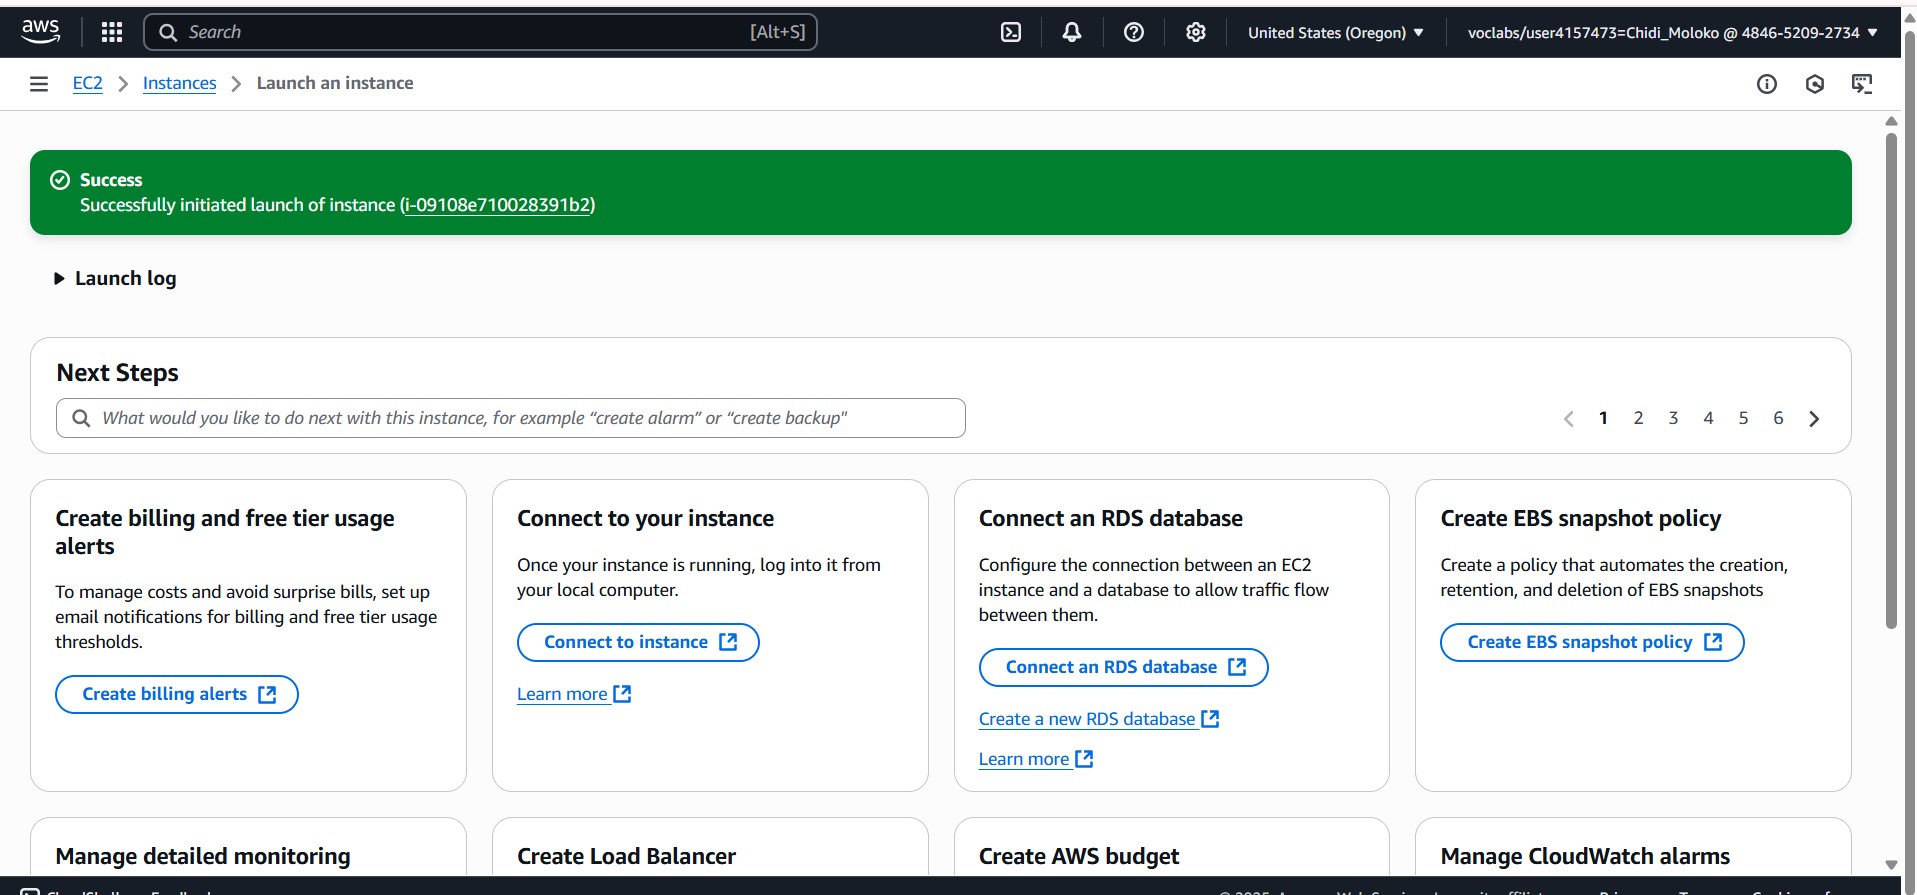 aws
Search [Alt+S]
United States (Oregon)
voclabs/user4157473=Chidi_Moloko @ 4846-5209-2734
EC2 Instances Launch an instance
Success
Successfully initiated launch of instance (i-09108e710028391b2)
Launch log
Next Steps
What would you like to do next with this instance, for example “create alarm” or “create backup"
1 2 3 4 5 6
Create billing and free tier usage
alerts
To manage costs and avoid surprise bills, set up
email notifications for billing and free tier usage
thresholds.
Create billing alerts
Connect to your instance
Once your instance is running, log into it from
your local computer.
Connect to instance
Learn more
Connect an RDS database
Configure the connection between an EC2
instance and a database to allow traffic flow
between them.
Connect an RDS database
Create a new RDS database
Learn more
Create EBS snapshot policy
Create a policy that automates the creation,
retention, and deletion of EBS snapshots
Create EBS snapshot policy
Manage detailed monitoring
Create Load Balancer
Create AWS budget
Manage CloudWatch alarms